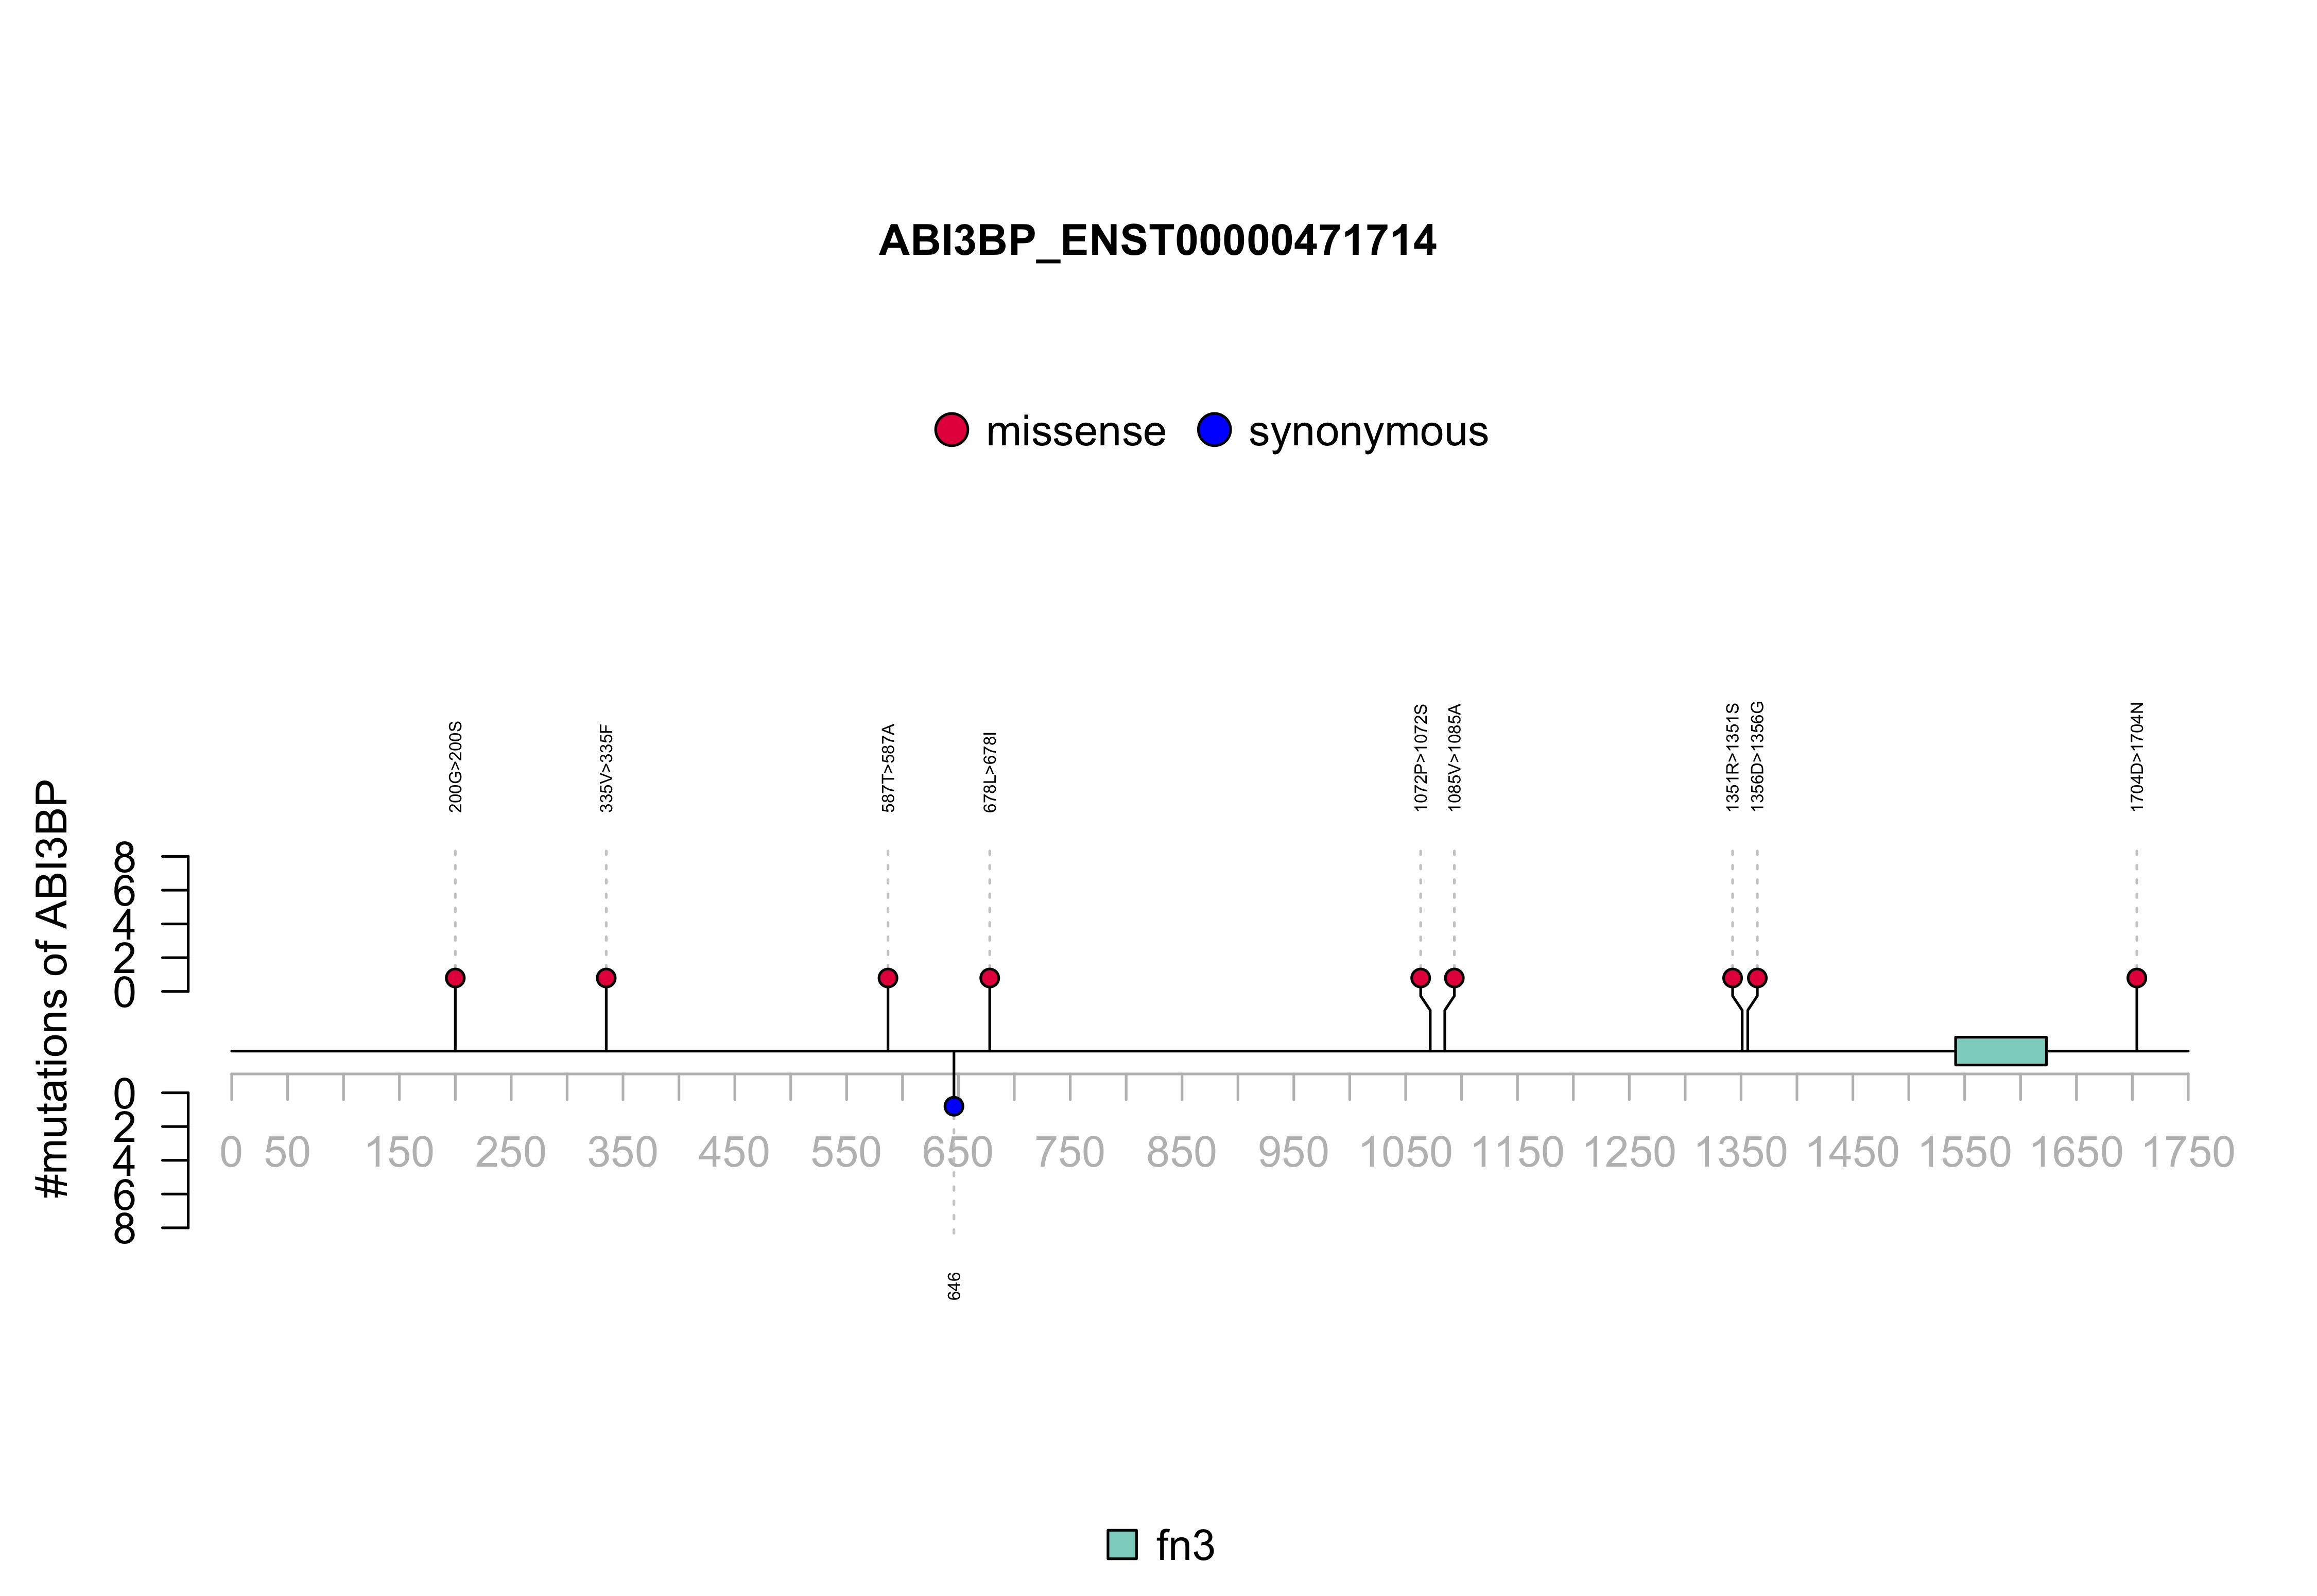 ABI3BP_ENST00000471714
missense synonymous
200G>200S
335V>335F
587T>587A
678L>678I
1072P>1072S
1085V>1085A
1351R>1351S
1356D>1356G
1704D>1704N
#mutations of ABI3BP
8
6
4
2
0
0
2
4
6
8
0 50 150 250 350 450 550 650 750 850 950 1050 1150 1250 1350 1450 1550 1650 1750
646
fn3